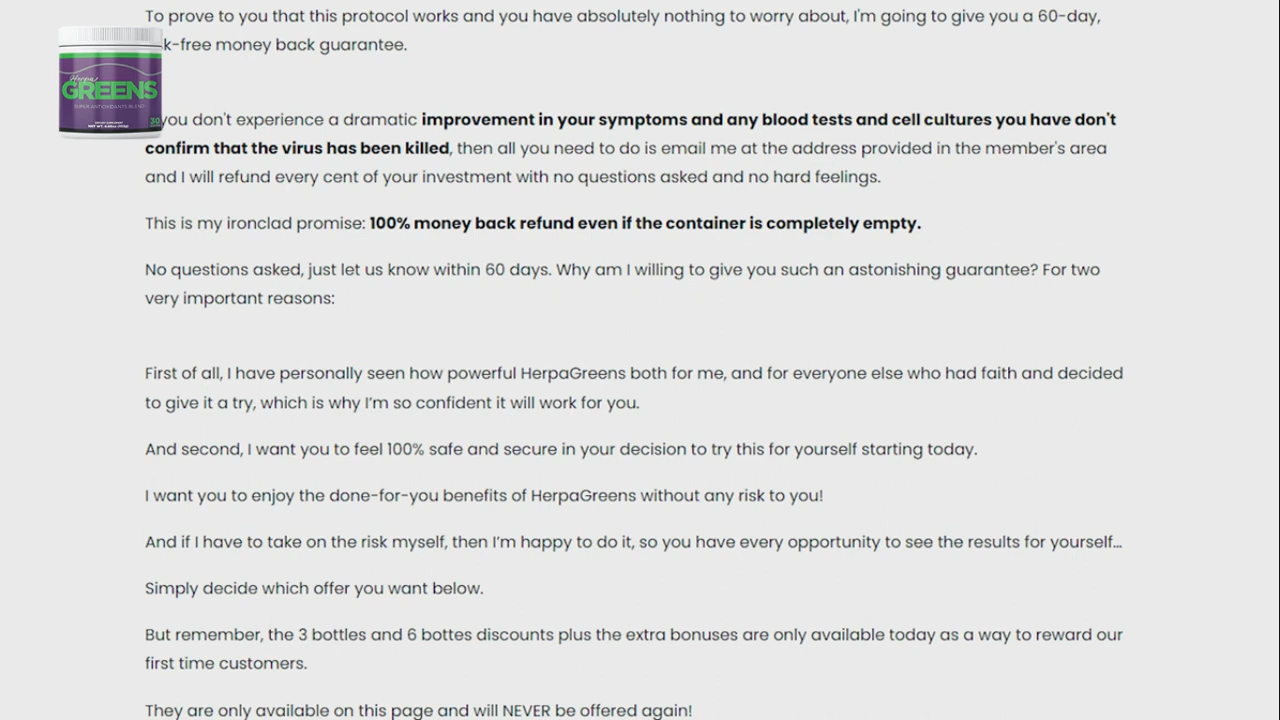 To prove to you that this protocol works and you have absolutely nothing to worry about, I'm going to give you a 60-day,
k-free money back guarantee.
Herpa
GREENS
SUPER ANTIOXIDANTS BLEND
30
you don't experience a dramatic improvement in your symptoms and any blood tests and cell cultures you have don't
confirm that the virus has been killed, then all you need to do is email me at the address provided in the member's area
and I will refund every cent of your investment with no questions asked and no hard feelings.
This is my ironclad promise: 100% money back refund even if the container is completely empty.
No questions asked, just let us know within 60 days. Why am I willing to give you such an astonishing guarantee? For two
very important reasons:
First of all, I have personally seen how powerful HerpaGreens both for me, and for everyone else who had faith and decided
to give it a try, which is why I'm so confident it will work for you.
And second, I want you to feel 100% safe and secure in your decision to try this for yourself starting today.
I want you to enjoy the done-for-you benefits of HerpaGreens without any risk to you!
And if I have to take on the risk myself, then I'm happy to do it, so you have every opportunity to see the results for yourself…
Simply decide which offer you want below.
But remember, the 3 bottles and 6 bottes discounts plus the extra bonuses are only available today as a way to reward our
first time customers.
They are only available on this page and will NEVER be offered again!